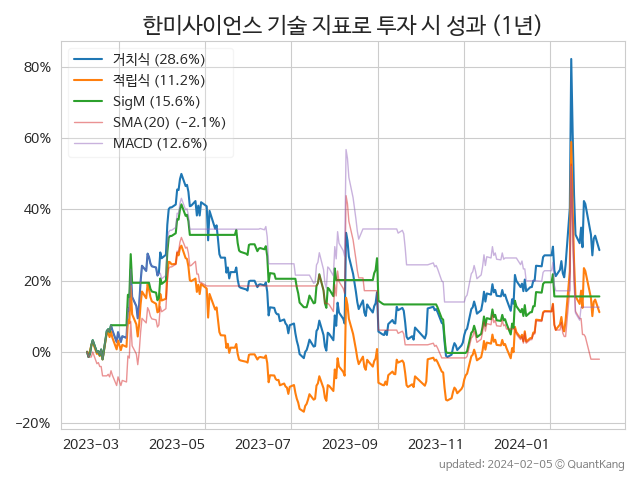 한미사이언스 기술 지표로 투자 시 성과 (1년)
거치식 (28.6%)
적립식 (11.2%)
SigM (15.6%)
SMA(20) (-2.1%)
MACD (12.6%)
80%
60%
40%
20%
0%
-20%
2023-03 2023-05 2023-07 2023-09 2023-11 2024-01
updated: 2024-02-05 © QuantKang